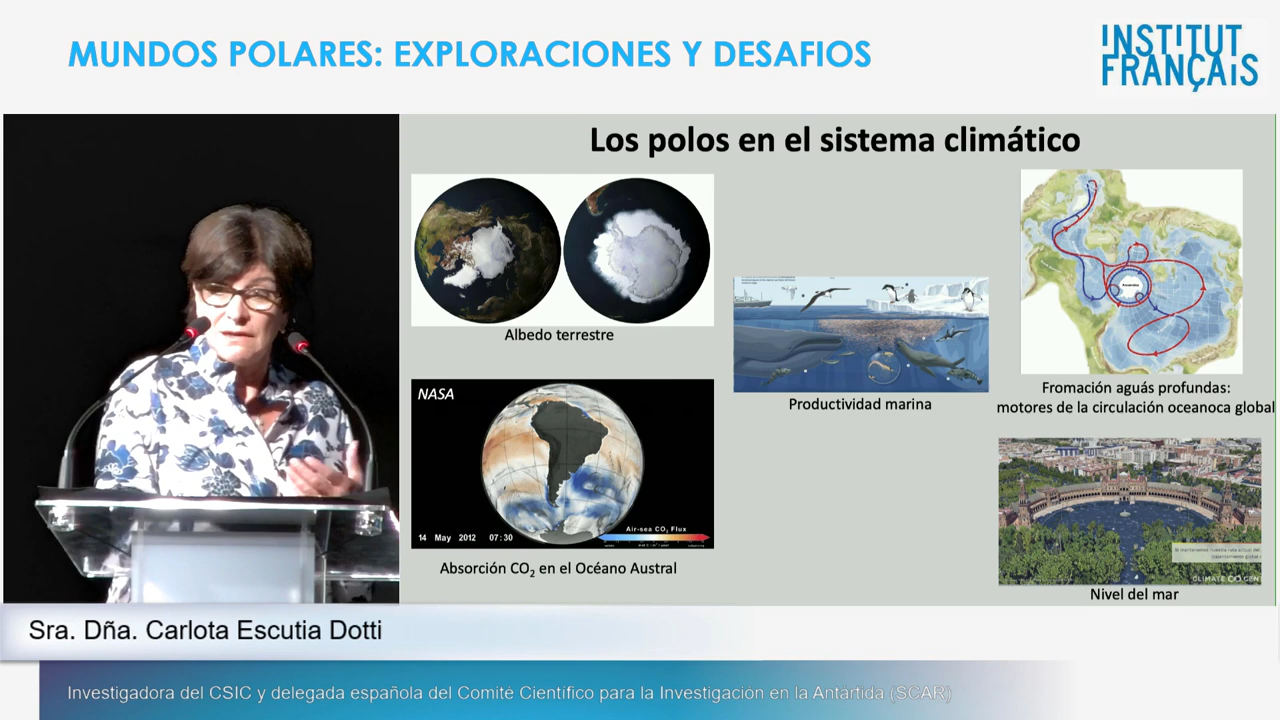 MUNDOS POLARES: EXPLORACIONES Y DESAFIOS
INSTITUT
FRANÇAIS
Los polos en el sistema climático
Albedo terrestre
NASA
Air-sea CO₂ Flux
14 May 2012 07:30
Absorción CO₂ en el Océano Austral
Productividad marina
Fromación aguás profundas:
motores de la circulación oceanoca global
CLIMATE
Nivel del mar
Sra. Dña. Carlota Escutia Dotti
Investigadora del CSIC y delegada española del Comité Científico para la Investigación en la Antártida (SCAR)